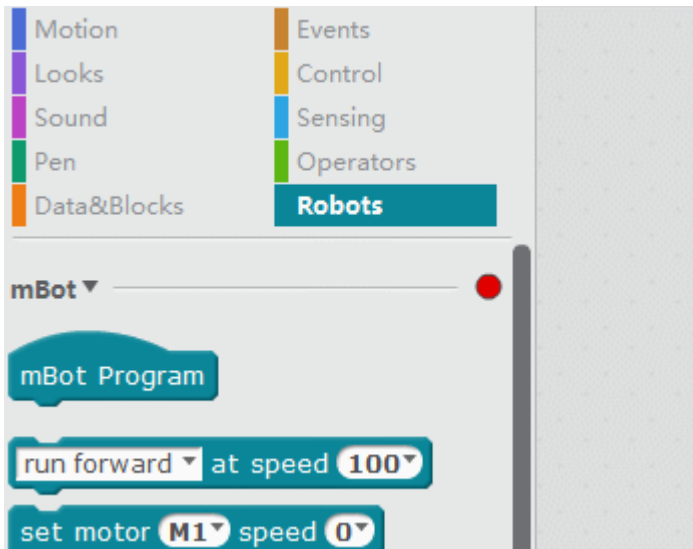 Motion
Events
Looks
Control
Sound
Sensing
Pen
Operators
Data&Blocks
Robots
mBot
mBot Program
run forward at speed 100
set motor M1 speed 0